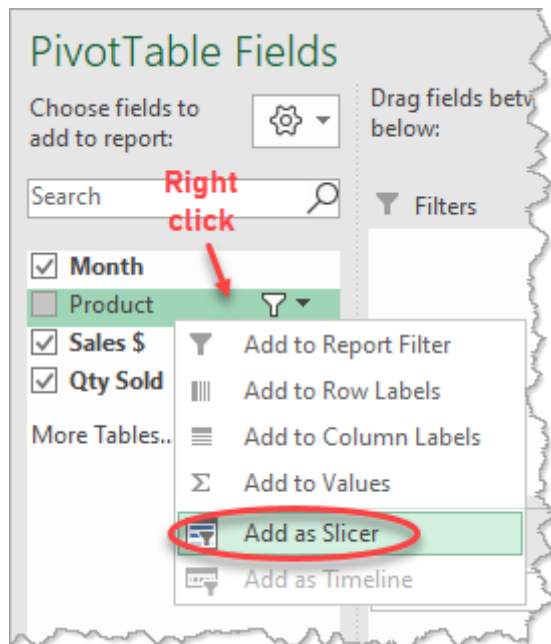 PivotTable Fields
Choose fields to
add to report:
Drag fields betw
below:
Search
Right
click
Filters
Month
Product
Sales $
Qty Sold
More Tables..
Add to Report Filter
Add to Row Labels
Add to Column Labels
Σ Add to Values
Add as Slicer
Add as Timeline